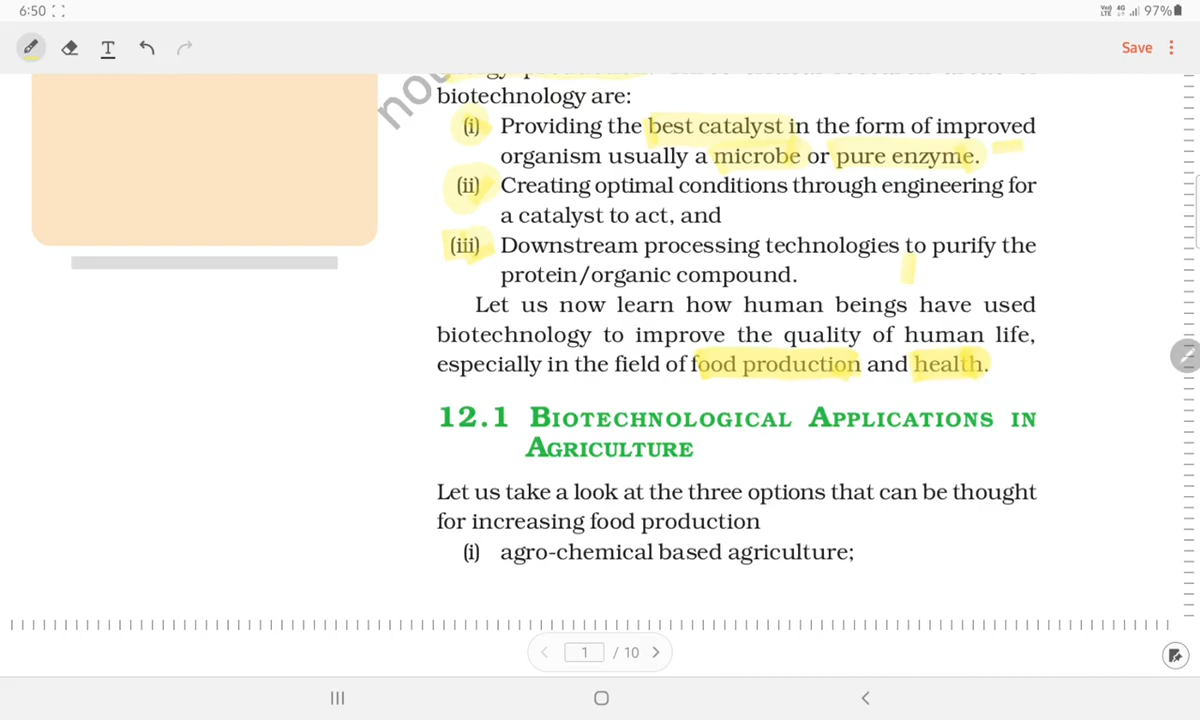 6:50
VoLTE 4G 97%
T Save
not
biotechnology are:
(i) Providing the best catalyst in the form of improved
organism usually a microbe or pure enzyme.
(ii) Creating optimal conditions through engineering for
a catalyst to act, and
(iii) Downstream processing technologies to purify the
protein/organic compound.
Let us now learn how human beings have used
biotechnology to improve the quality of human life,
especially in the field of food production and health.
12.1 BIOTECHNOLOGICAL APPLICATIONS IN
AGRICULTURE
Let us take a look at the three options that can be thought
for increasing food production
(i) agro-chemical based agriculture;
1 / 10